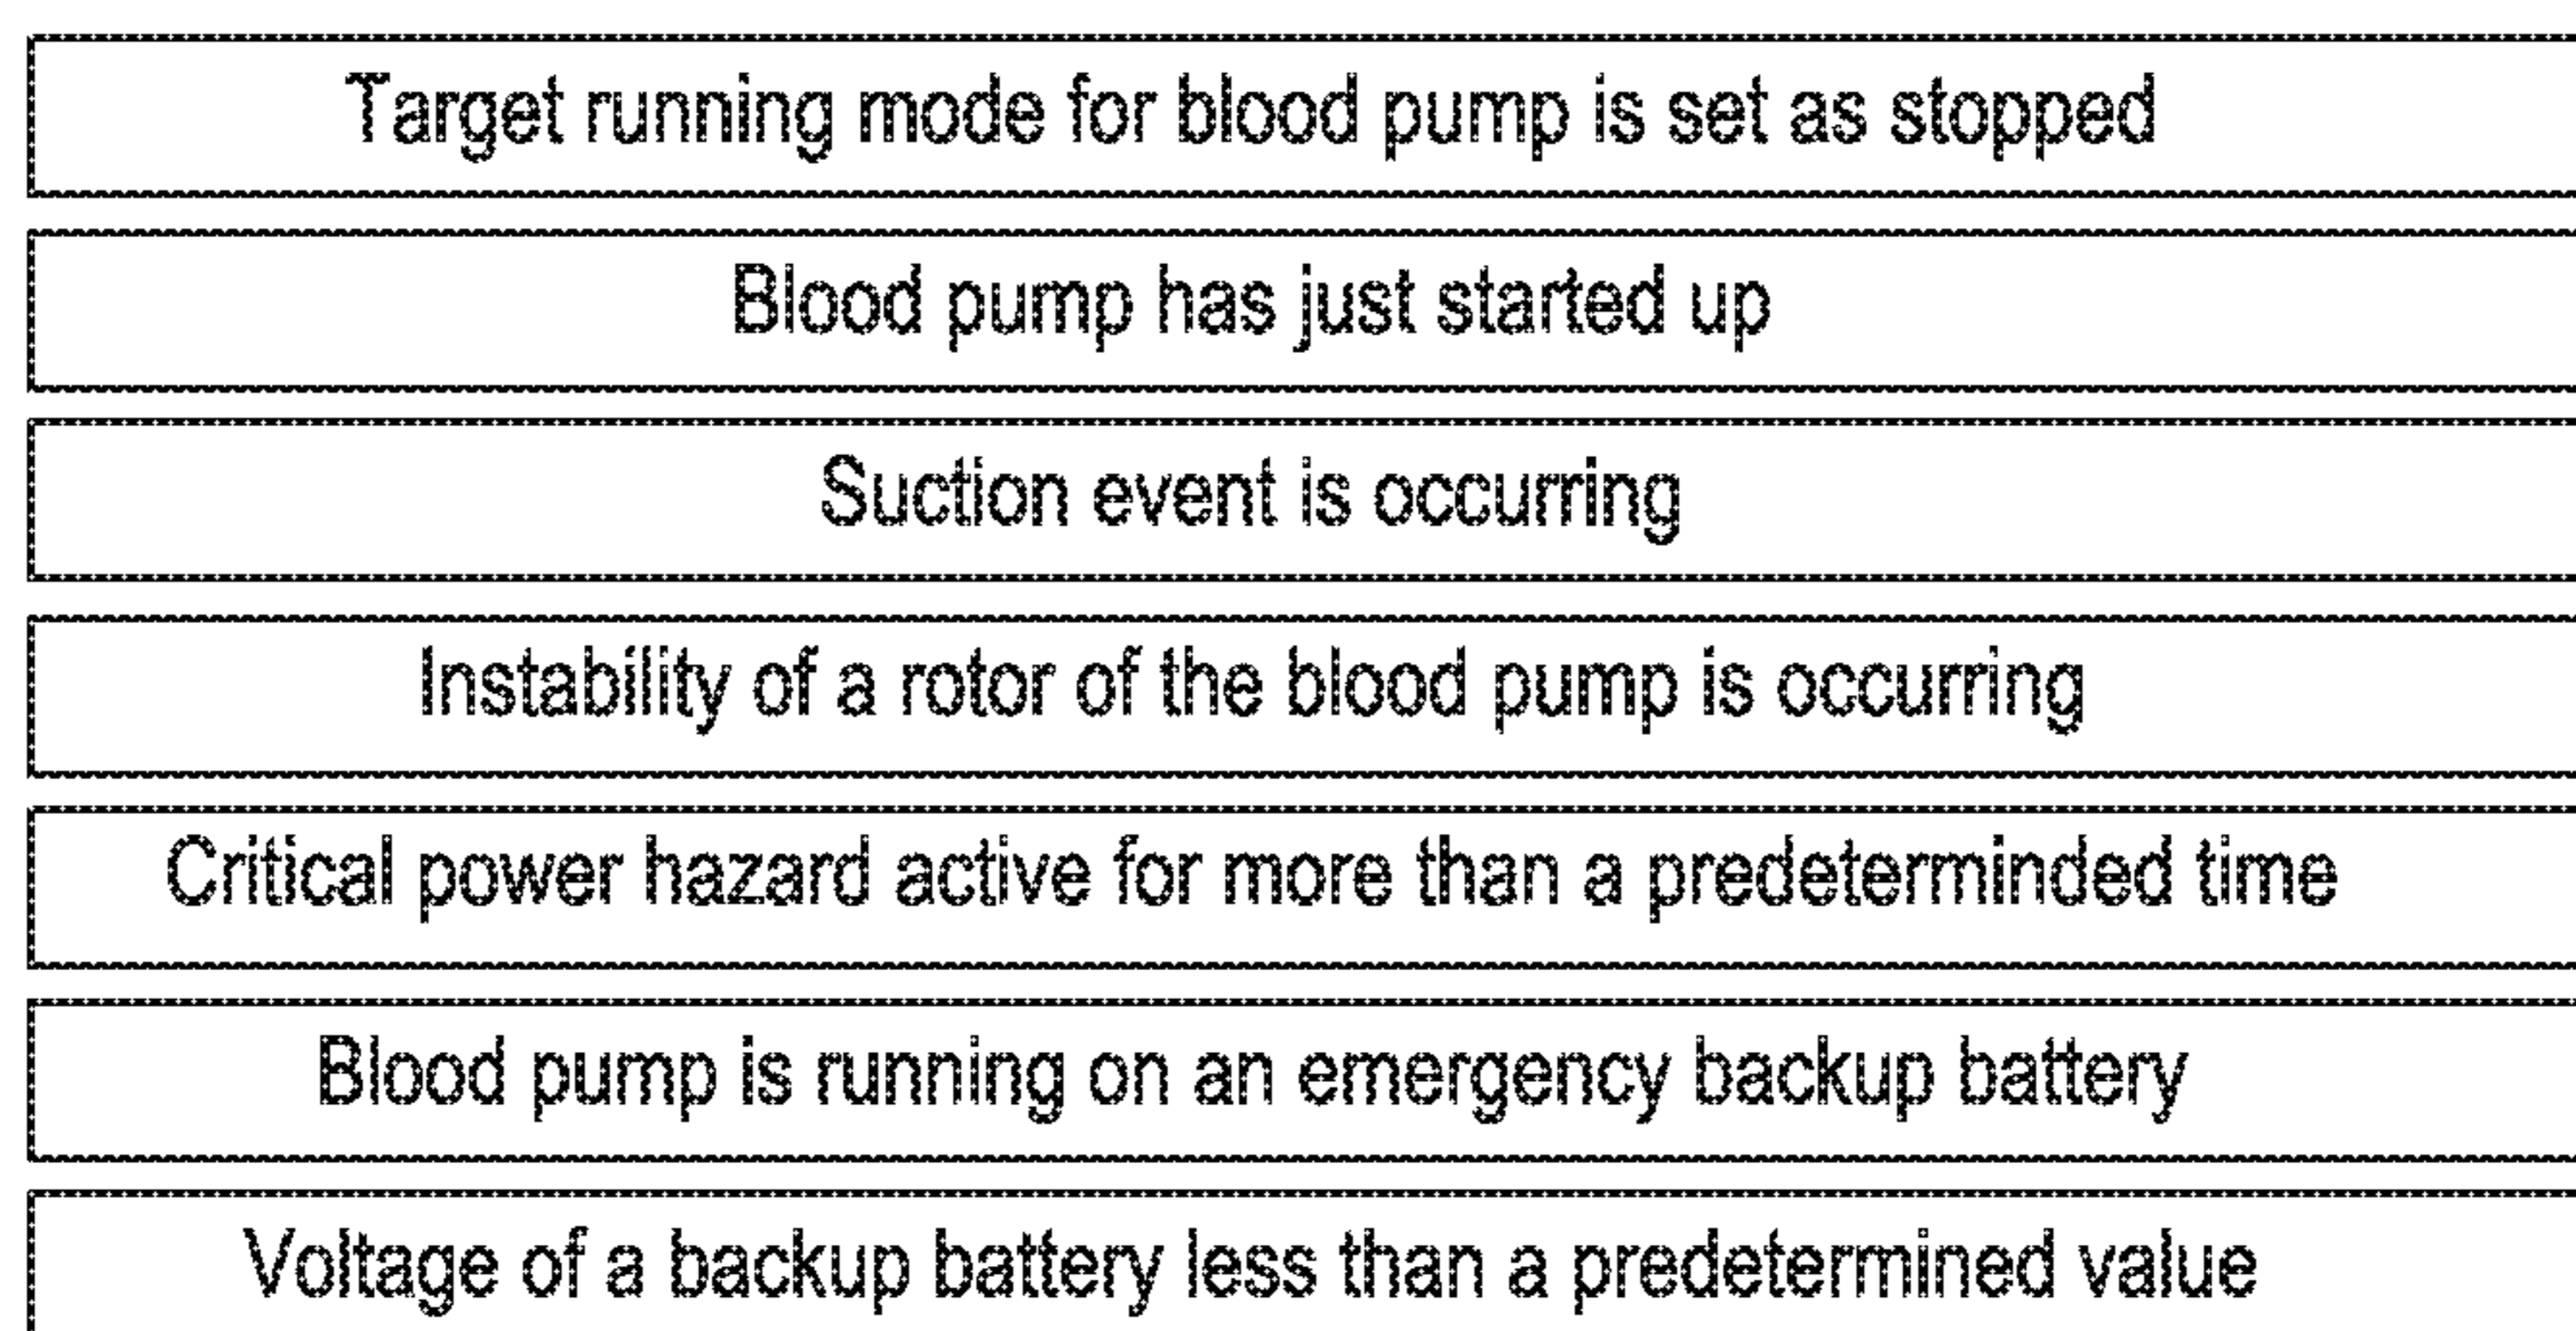 Target running mode for blood pump is set as stopped
Blood pump has just started up
Suction event is occurring
Instability of a rotor of the blood pump is occurring
Critical power hazard active for more than a predeterminded time
Blood pump is running on an emergency backup battery
Voltage of a backup battery less than a predetermined value